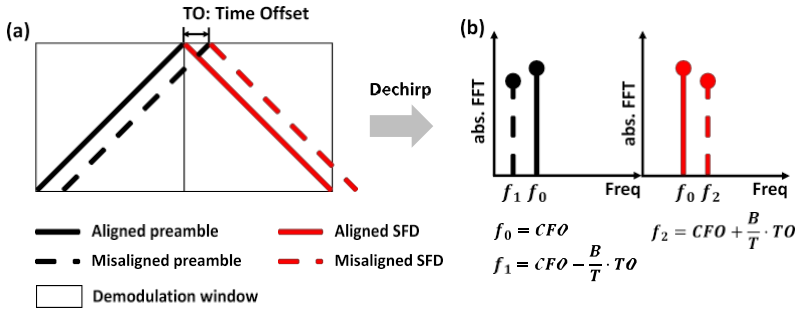 TO: Time Offset
(a)
Dechirp
Aligned preamble
Aligned SFD
Misaligned preamble
Misaligned SFD
Demodulation window
(b)
abs. FFT
abs. FFT
f₁ f₀ Freq
f₀ f₂ Freq
f₀ = CFO
f₁ = CFO − B/T · TO
f₂ = CFO + B/T · TO